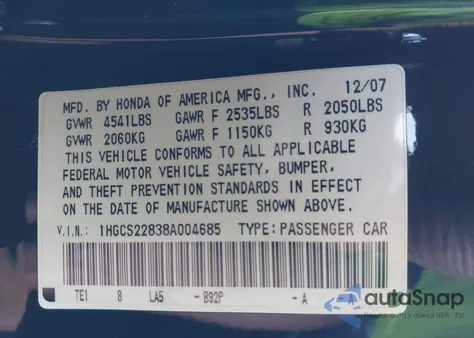 12/07
MFD. BY HONDA OF AMERICA MFG., INC.
GVWR 4541LBS GAWR F 2535LBS R 2050LBS
GVWR 2060KG GAWR F 1150KG R 930KG
THIS VEHICLE CONFORMS TO ALL APPLICABLE
FEDERAL MOTOR VEHICLE SAFETY, BUMPER,
AND THEFT PREVENTION STANDARDS IN EFFECT
ON THE DATE OF MANUFACTURE SHOWN ABOVE.
V.I.N.: 1HGCS22838A004685 TYPE: PASSENGER CAR
TE1 8 LA5 -B92P -A A
autoSnap